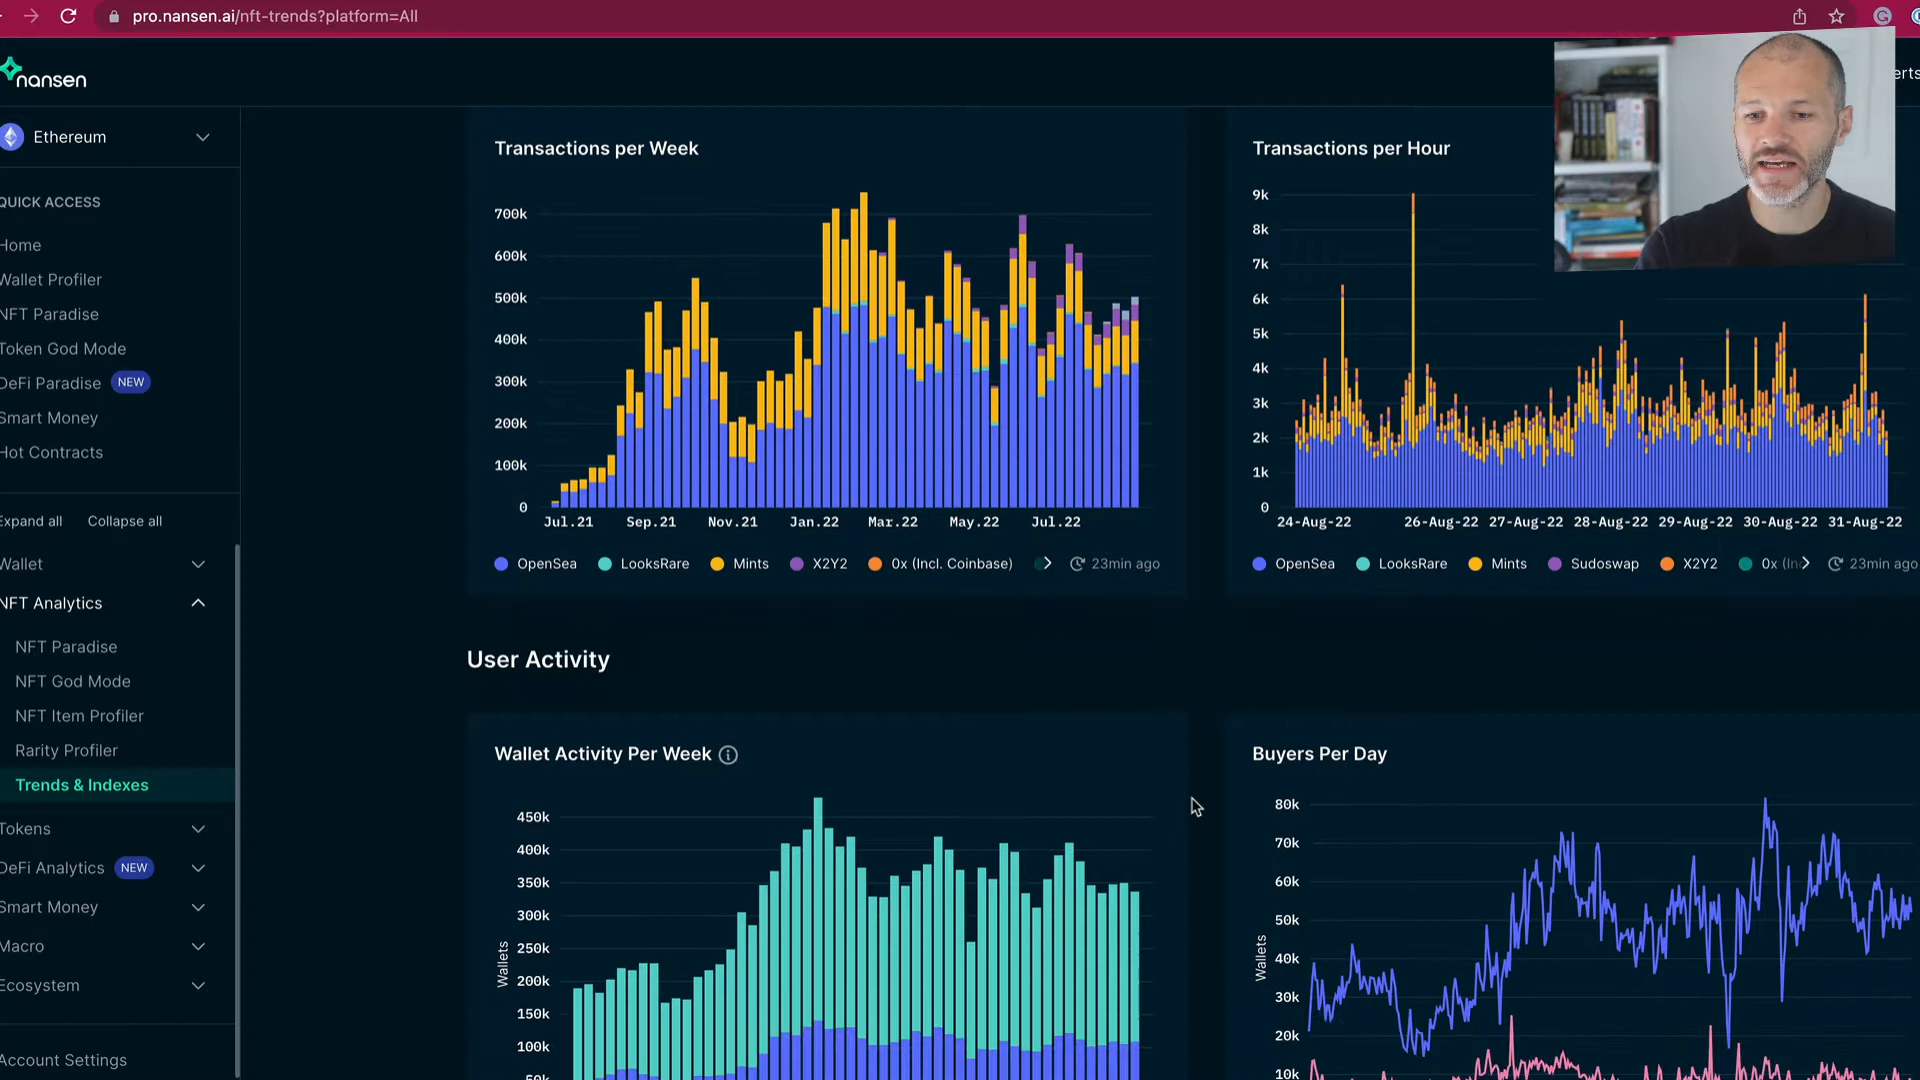 pro.nansen.ai/nft-trends?platform=All
nansen
erts
Ethereum
QUICK ACCESS
Home
Wallet Profiler
NFT Paradise
Token God Mode
DeFi Paradise NEW
Smart Money
Hot Contracts
Expand all Collapse all
Wallet
NFT Analytics
NFT Paradise
NFT God Mode
NFT Item Profiler
Rarity Profiler
Trends & Indexes
Tokens
DeFi Analytics NEW
Smart Money
Macro
Ecosystem
Account Settings
Transactions per Week
700k
600k
500k
400k
300k
200k
100k
0
Jul.21 Sep.21 Nov.21 Jan.22 Mar.22 May.22 Jul.22
OpenSea LooksRare Mints X2Y2 0x (Incl. Coinbase) 23min ago
Transactions per Hour
9k
8k
7k
6k
5k
4k
3k
2k
1k
0
24-Aug-22 26-Aug-22 27-Aug-22 28-Aug-22 29-Aug-22 30-Aug-22 31-Aug-22
OpenSea LooksRare Mints Sudoswap X2Y2 0x (In 23min ago
User Activity
Wallet Activity Per Week
450k
400k
350k
300k
250k
200k
150k
100k
50k
Wallets
Buyers Per Day
80k
70k
60k
50k
40k
30k
20k
10k
Wallets